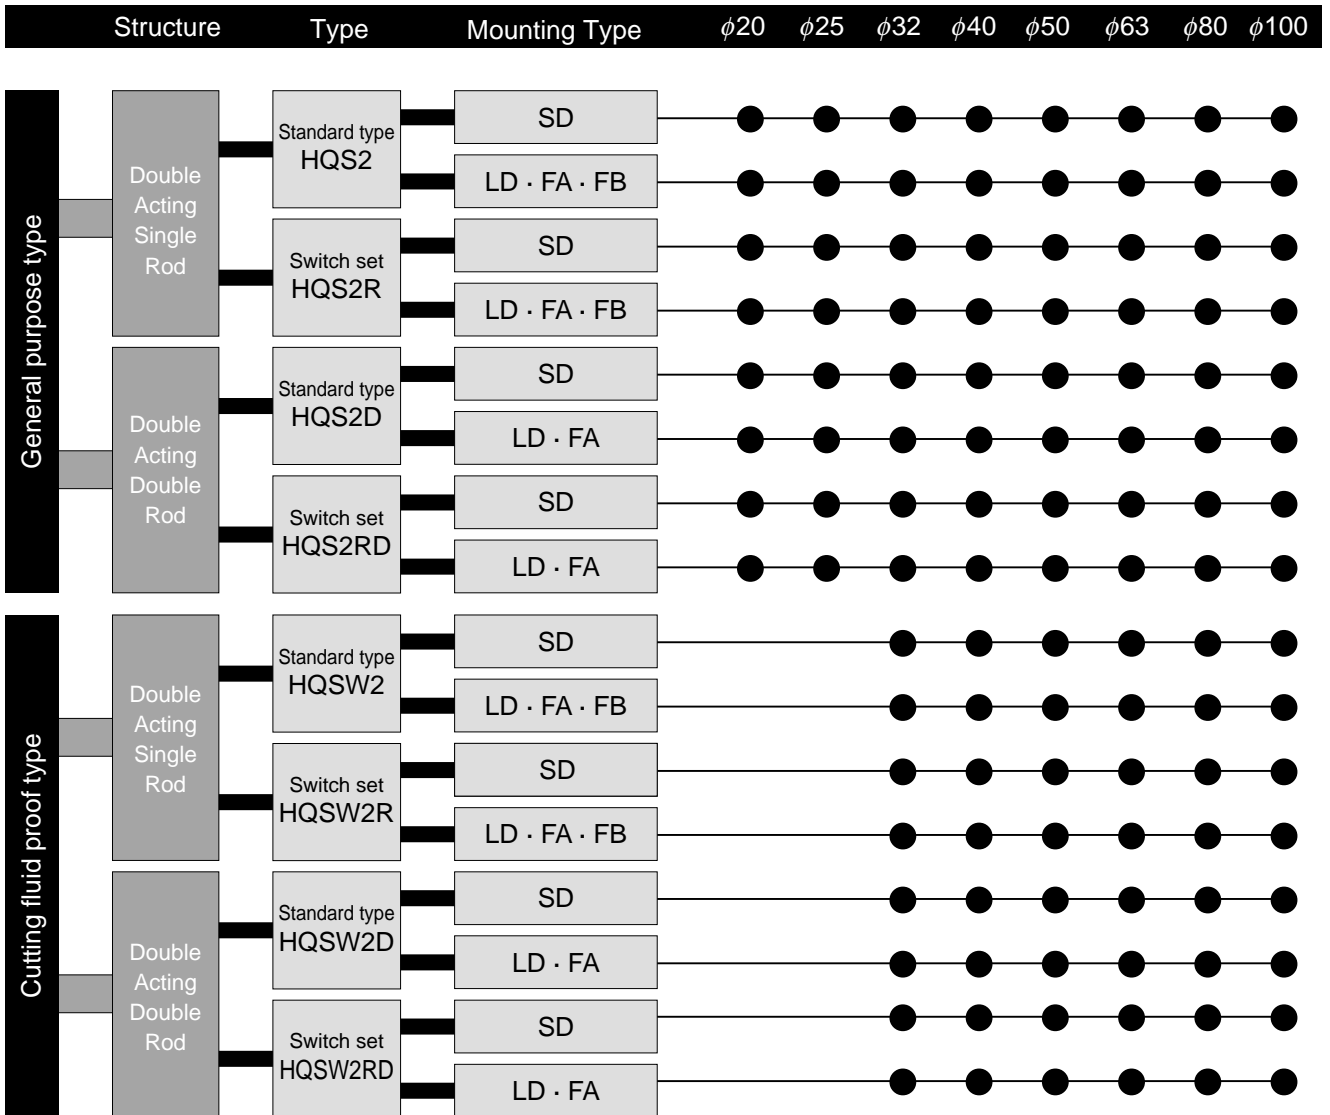 Structure Type Mounting Type ϕ20 ϕ25 ϕ32 ϕ40 ϕ50 ϕ63 ϕ80 ϕ100
General purpose type
Double
Acting
Single
Rod
Standard type
HQS2
SD
LD · FA · FB
Switch set
HQS2R
SD
LD · FA · FB
Double
Acting
Double
Rod
Standard type
HQS2D
SD
LD · FA
Switch set
HQS2RD
SD
LD · FA
Cutting fluid proof type
Double
Acting
Single
Rod
Standard type
HQSW2
SD
LD · FA · FB
Switch set
HQSW2R
SD
LD · FA · FB
Double
Acting
Double
Rod
Standard type
HQSW2D
SD
LD · FA
Switch set
HQSW2RD
SD
LD · FA